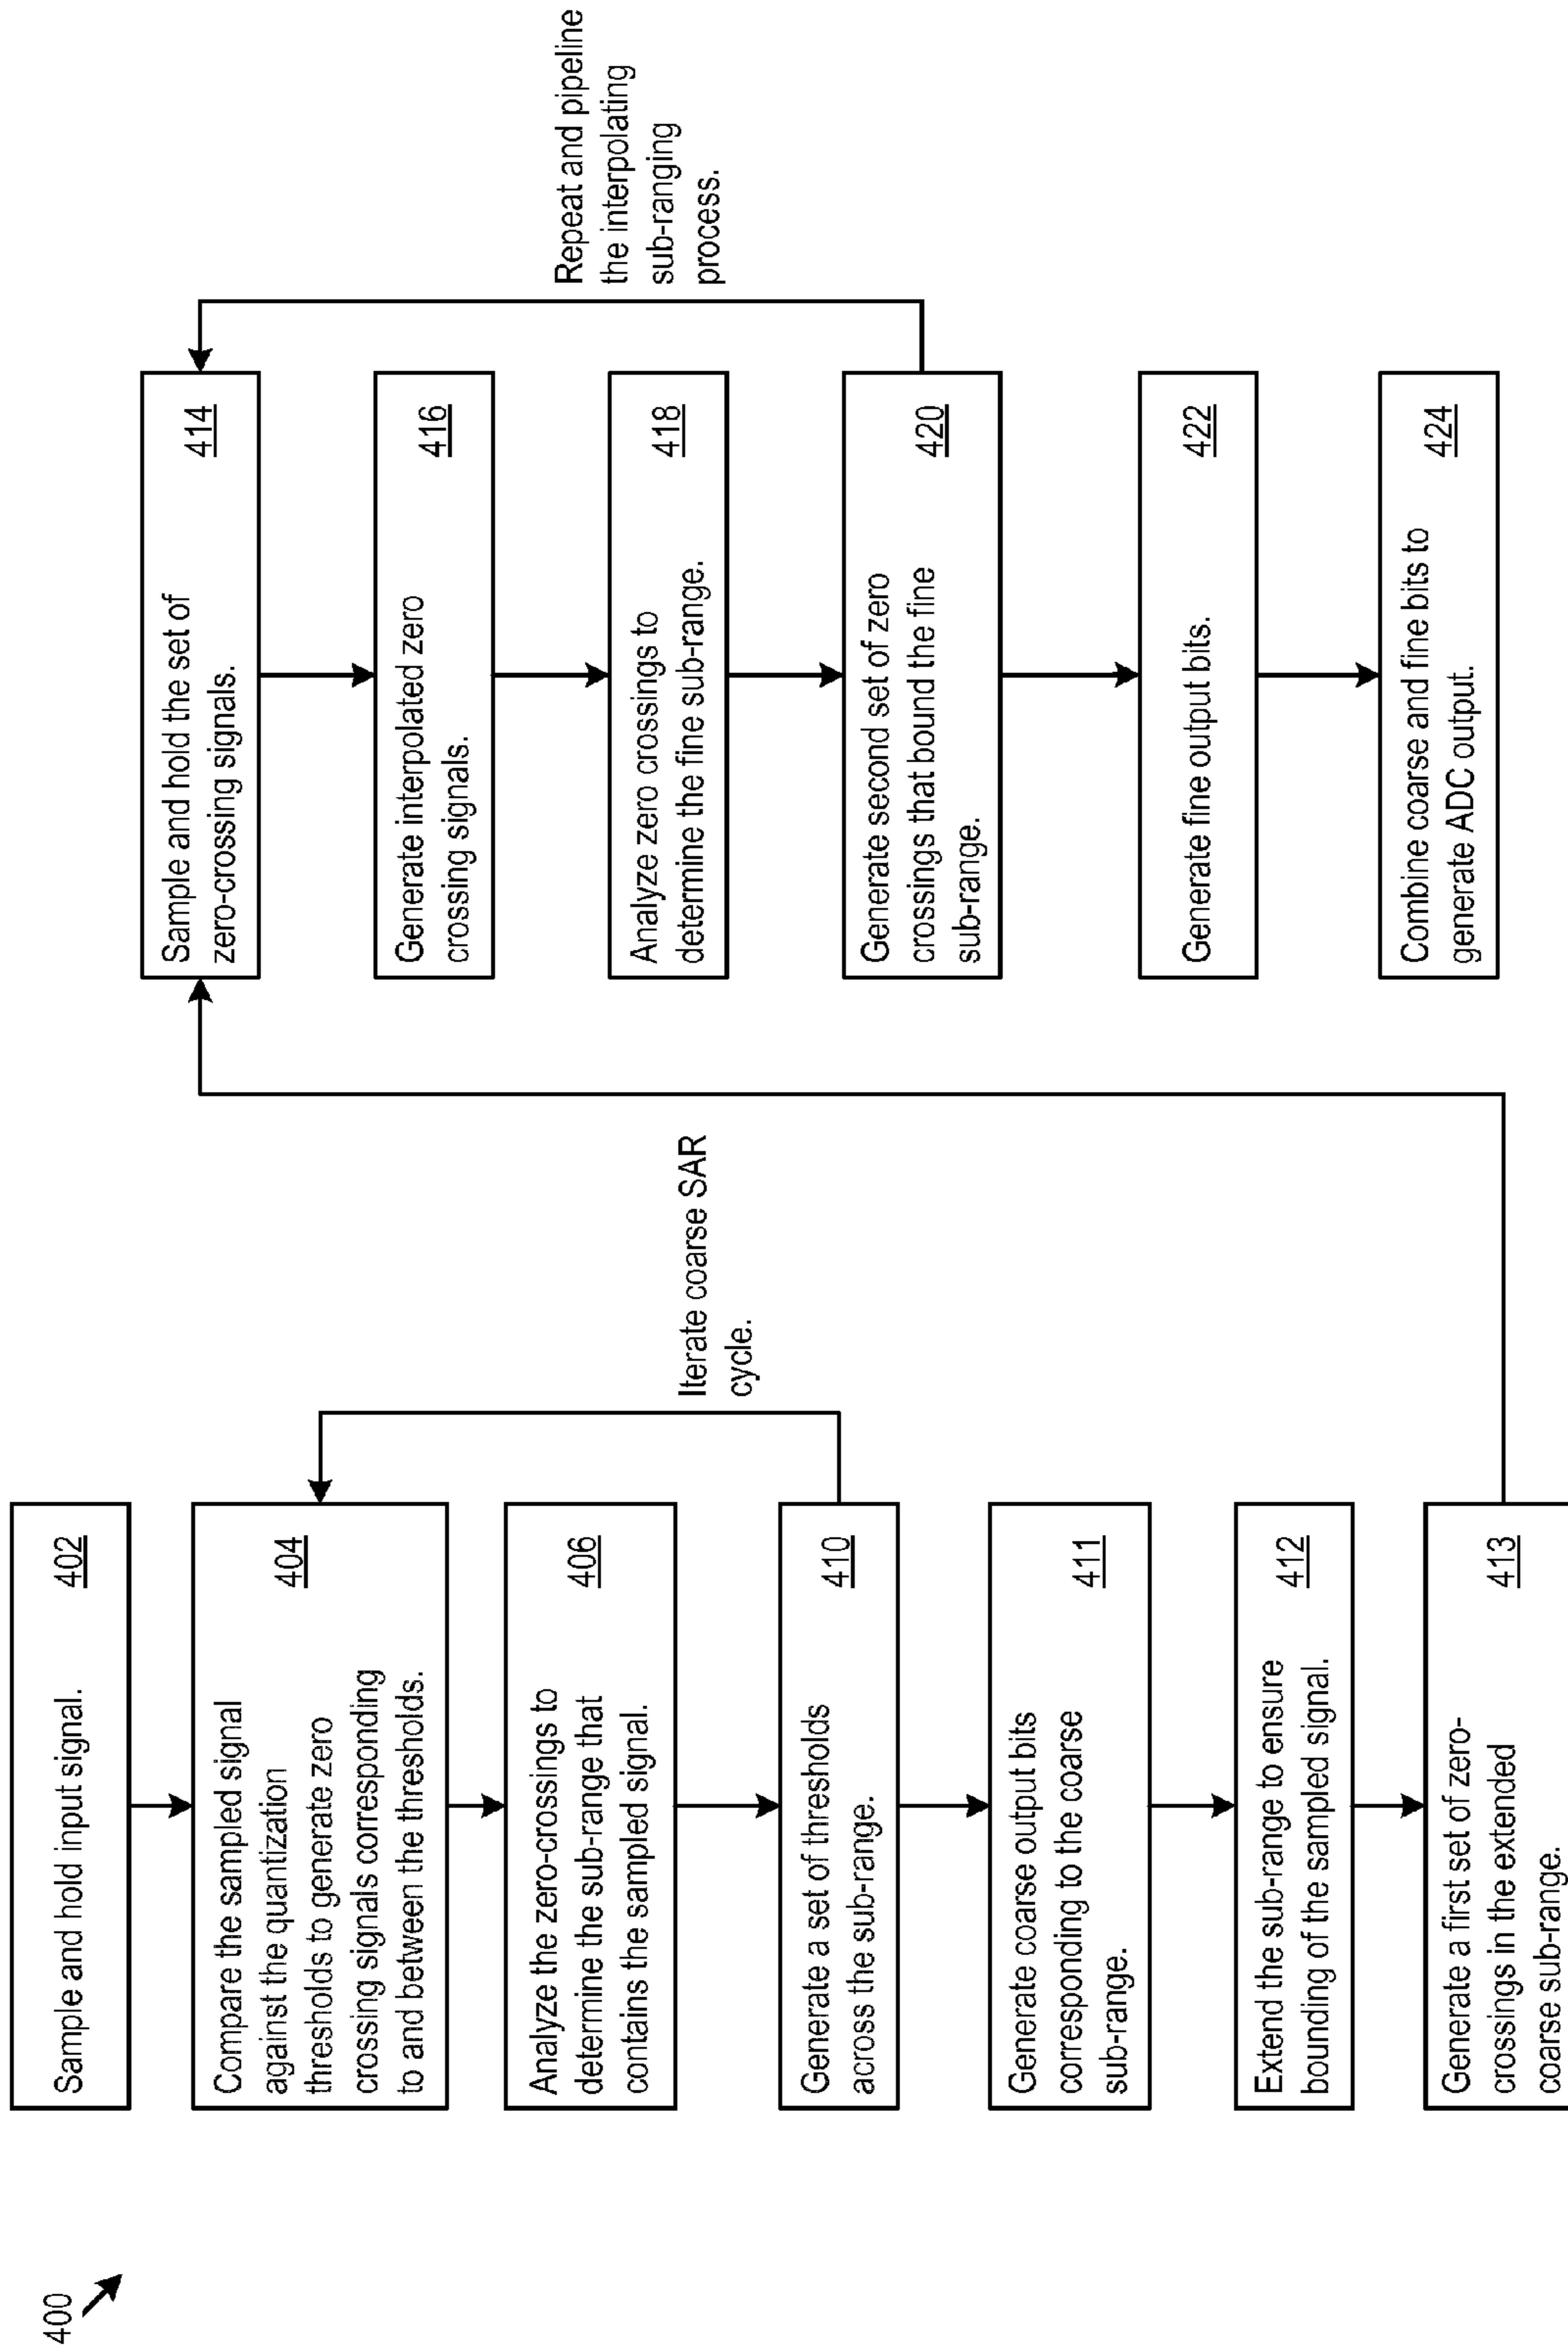 400
Sample and hold input signal.
402
Compare the sampled signal
against the quantization
thresholds to generate zero
crossing signals corresponding
to and between the thresholds.
404
Analyze the zero-crossings to
determine the sub-range that
contains the sampled signal.
406
Generate a set of thresholds
across the sub-range.
410
Iterate coarse SAR
cycle.
Generate coarse output bits
corresponding to the coarse
sub-range.
411
Extend the sub-range to ensure
bounding of the sampled signal.
412
Generate a first set of zero-
crossings in the extended
coarse sub-range.
413
Sample and hold the set of
zero-crossing signals.
414
Generate interpolated zero
crossing signals.
416
Analyze zero crossings to
determine the fine sub-range.
418
Generate second set of zero
crossings that bound the fine
sub-range.
420
Repeat and pipeline
the interpolating
sub-ranging
process.
Generate fine output bits.
422
Combine coarse and fine bits to
generate ADC output.
424